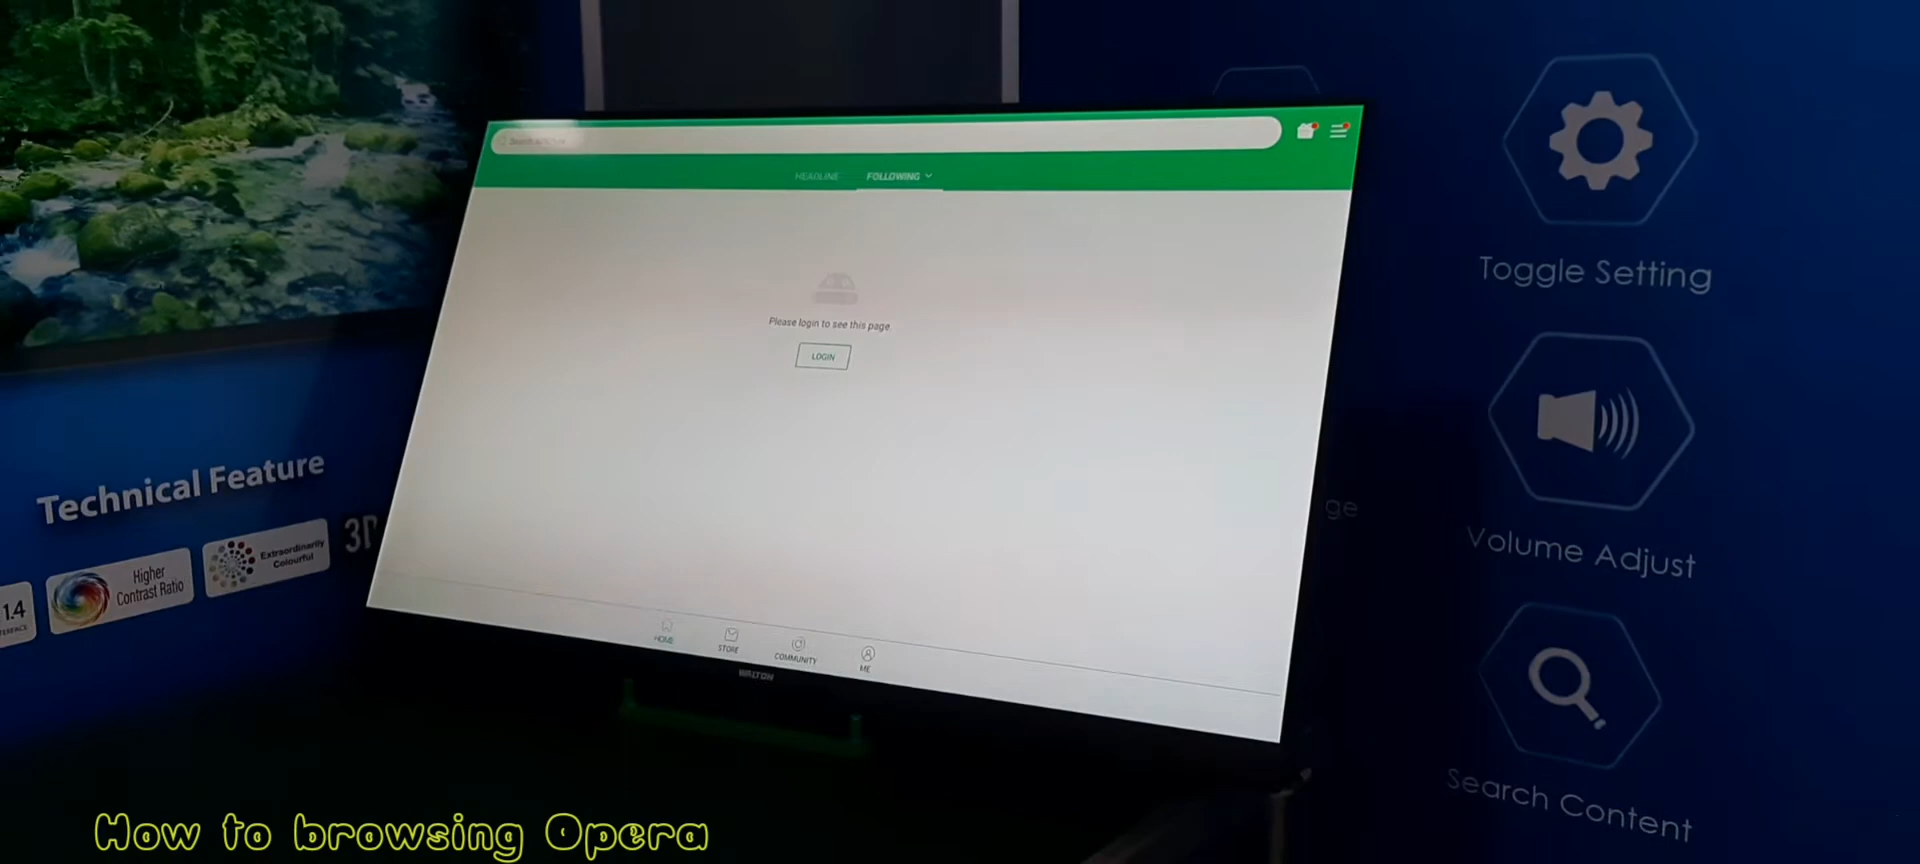 HEADLINE
FOLLOWING
Please login to see this page.
LOGIN
HOME
STORE
COMMUNITY
ME
WALTON
Technical Feature
1.4
Higher
Contrast Ratio
Extraordinarily
Colourful
Toggle Setting
Volume Adjust
Search Content
How to browsing Opera